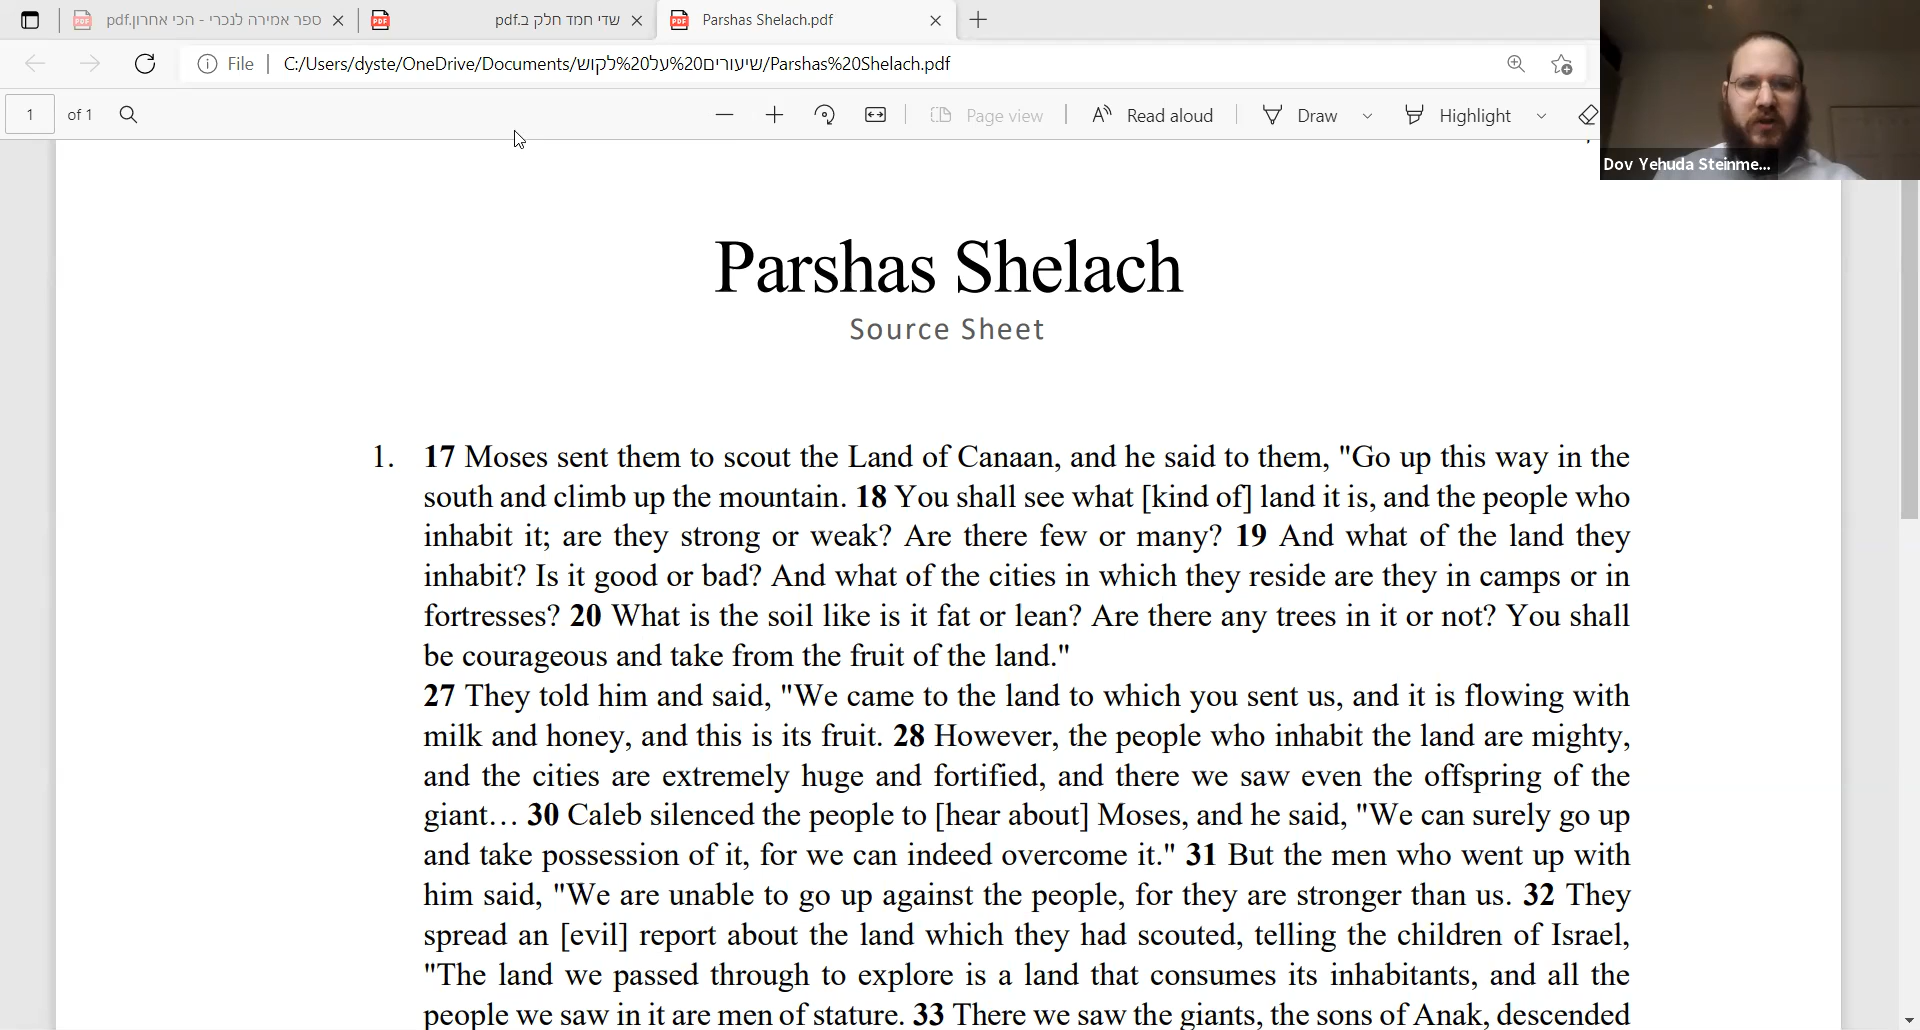 ספר אמירה לנכרי - הכי אחרון.pdf
שדי חמד חלק ב.pdf
Parshas Shelach.pdf
File
C:/Users/dyste/OneDrive/Documents/שיעורים%20על%20לקוש/Parshas%20Shelach.pdf
1 of 1
Page view
Read aloud
Draw
Highlight
Dov Yehuda Steinme...
Parshas Shelach
Source Sheet
1. 17 Moses sent them to scout the Land of Canaan, and he said to them, "Go up this way in the
south and climb up the mountain. 18 You shall see what [kind of] land it is, and the people who
inhabit it; are they strong or weak? Are there few or many? 19 And what of the land they
inhabit? Is it good or bad? And what of the cities in which they reside are they in camps or in
fortresses? 20 What is the soil like is it fat or lean? Are there any trees in it or not? You shall
be courageous and take from the fruit of the land."
27 They told him and said, "We came to the land to which you sent us, and it is flowing with
milk and honey, and this is its fruit. 28 However, the people who inhabit the land are mighty,
and the cities are extremely huge and fortified, and there we saw even the offspring of the
giant... 30 Caleb silenced the people to [hear about] Moses, and he said, "We can surely go up
and take possession of it, for we can indeed overcome it." 31 But the men who went up with
him said, "We are unable to go up against the people, for they are stronger than us. 32 They
spread an [evil] report about the land which they had scouted, telling the children of Israel,
"The land we passed through to explore is a land that consumes its inhabitants, and all the
people we saw in it are men of stature. 33 There we saw the giants, the sons of Anak, descended